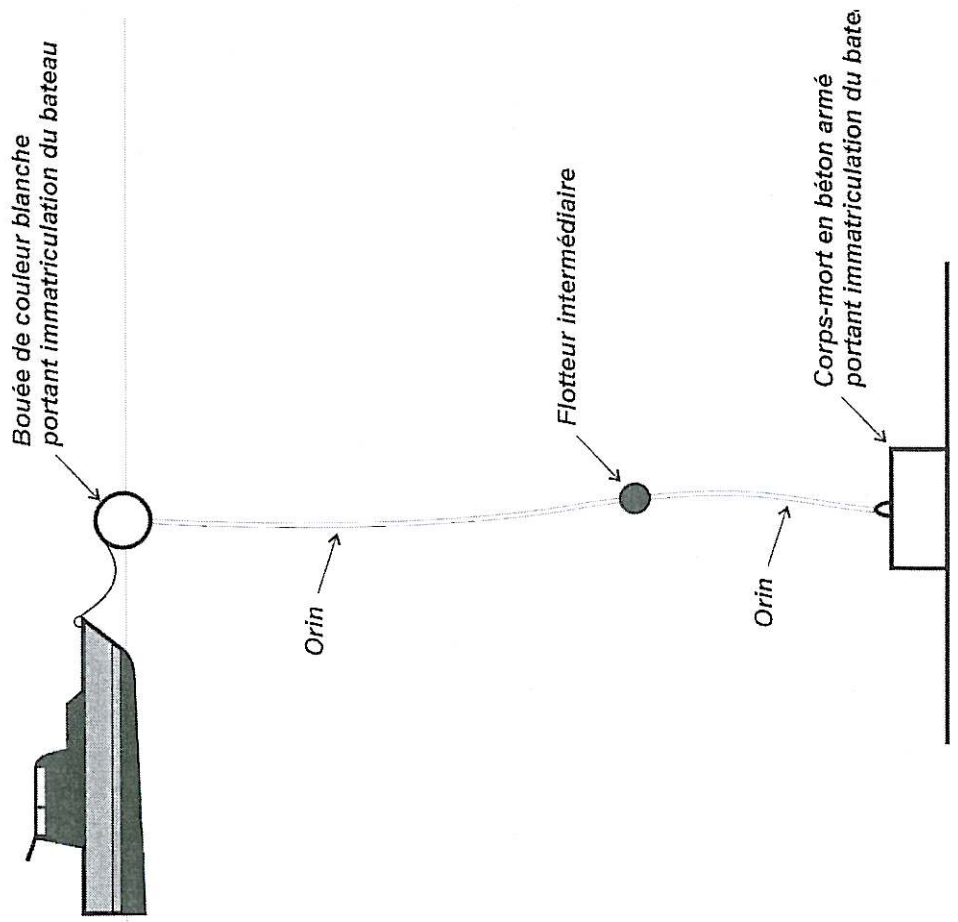 Bouée de couleur blanche
portant immatriculation du bateau
Orin
Flotteur intermédiaire
Orin
Corps-mort en béton armé
portant immatriculation du bate